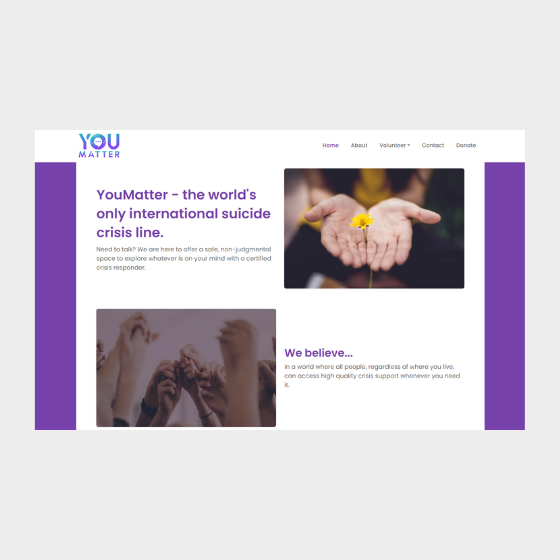 YOU
MATTER
Home About Volunteer Contact Donate
YouMatter - the world's
only international suicide
crisis line.
Need to talk? We are here to offer a safe, non-judgmental
space to explore whatever is on your mind with a certified
crisis responder.
We believe...
In a world where all people, regardless of where you live,
can access high quality crisis support whenever you need
it.